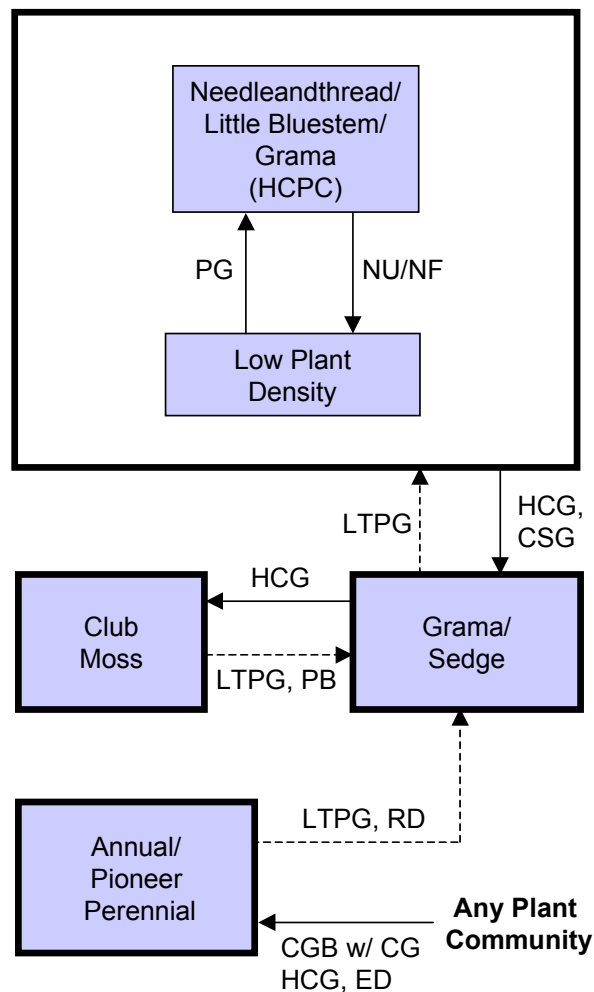 Needleandthread/
Little Bluestem/
Grama
(HCPC)
PG
NU/NF
Low Plant
Density
LTPG
HCG,
CSG
HCG
Club
Moss
Grama/
Sedge
LTPG, PB
LTPG, RD
Annual/
Pioneer
Perennial
Any Plant
Community
CGB w/ CG
HCG, ED